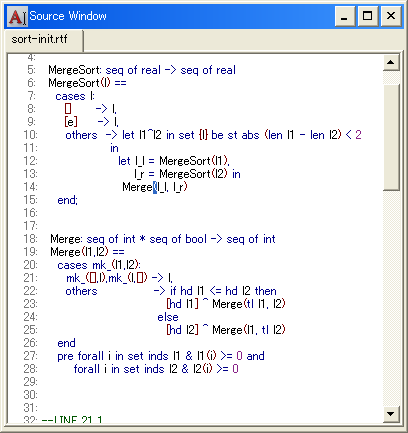 Source Window
sort-init.rtf
4:
5: MergeSort: seq of real -> seq of real
6: MergeSort(l) ==
7: cases l:
8: [] -> l,
9: [e] -> l,
10: others -> let l1^l2 in set {l} be st abs (len l1 - len l2) < 2
11: in
12: let l_l = MergeSort(l1),
13: l_r = MergeSort(l2) in
14: Merge(l_l, l_r)
15: end;
16:
17:
18: Merge: seq of int * seq of bool -> seq of int
19: Merge(l1,l2) ==
20: cases mk_(l1,l2):
21: mk_([],l),mk_(l,[]) -> l,
22: others -> if hd l1 <= hd l2 then
23: [hd l1] ^ Merge(tl l1, l2)
24: else
25: [hd l2] ^ Merge(l1, tl l2)
26: end
27: pre forall i in set inds l1 & l1(i) >= 0 and
28: forall i in set inds l2 & l2(i) >= 0
29:
30:
31:
32: --LINE 21 1